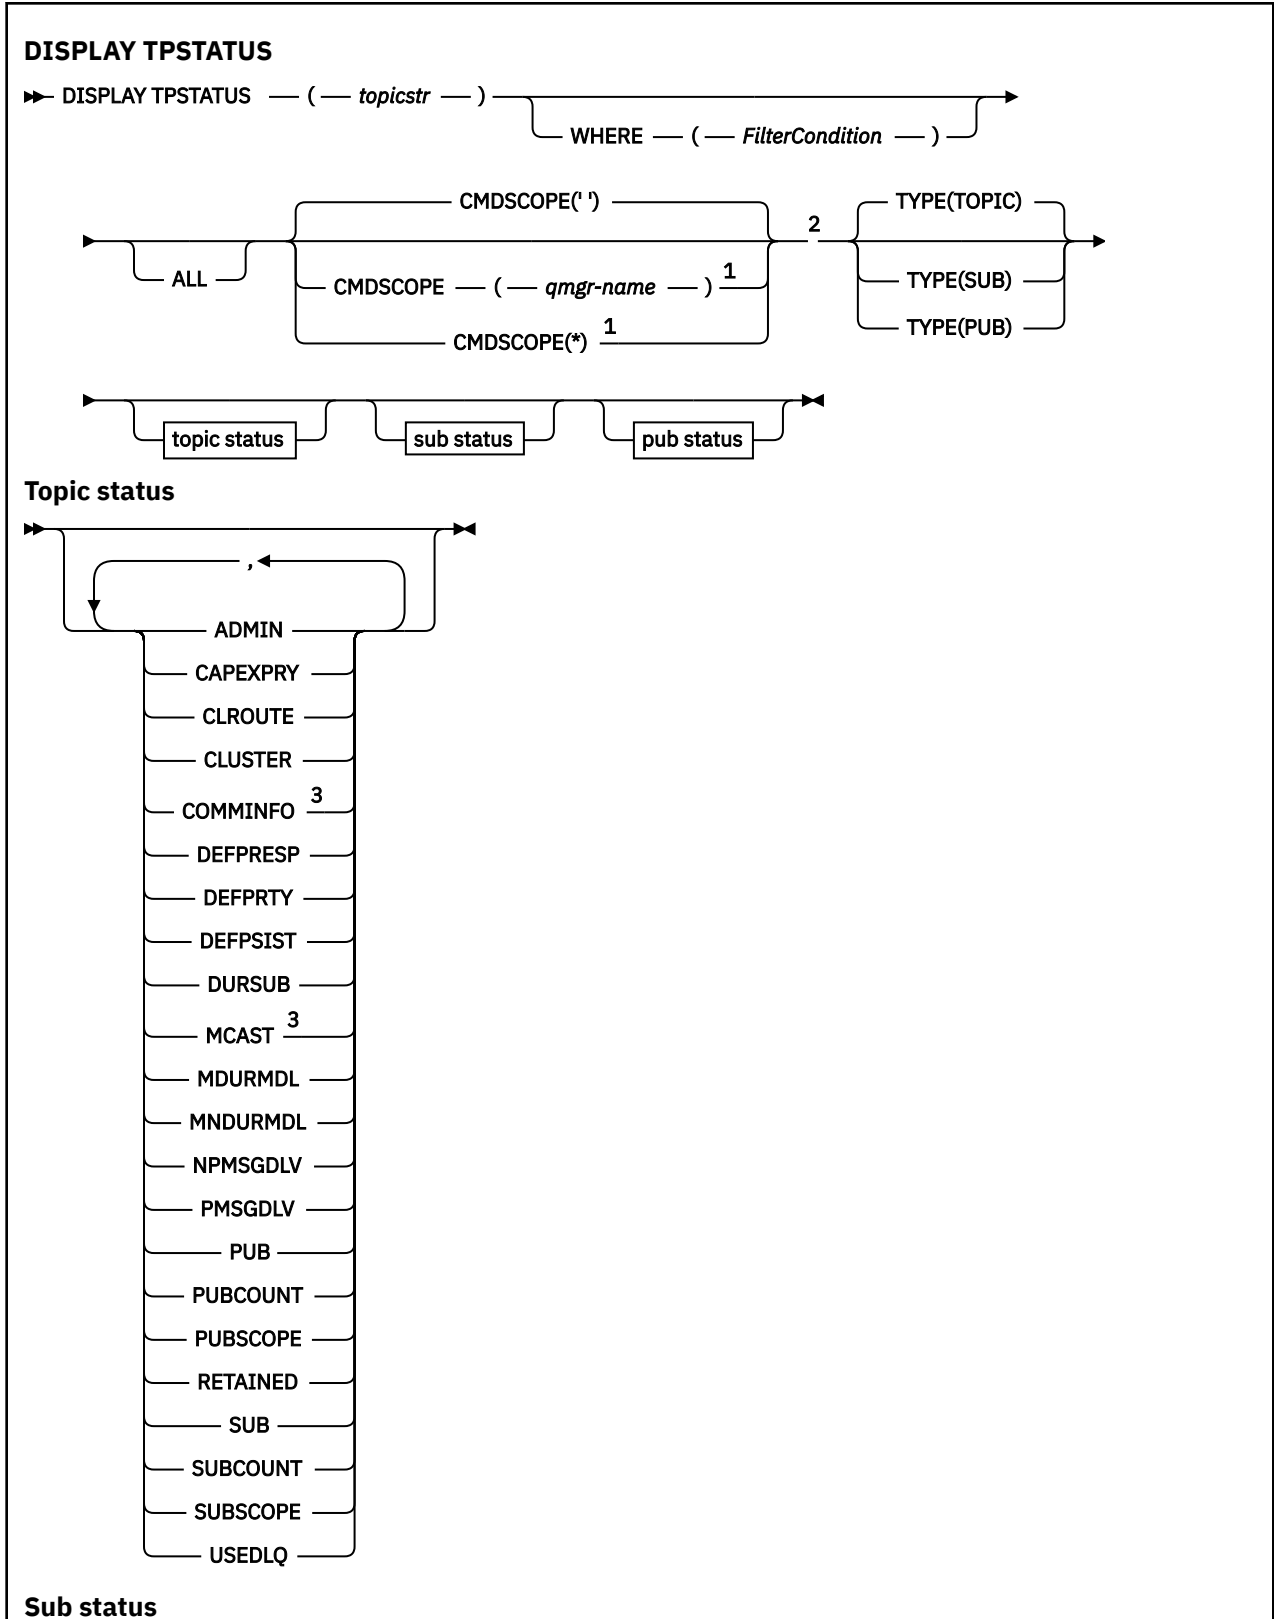 DISPLAY TPSTATUS
DISPLAY TPSTATUS ( topicstr )
WHERE ( FilterCondition )
ALL
CMDSCOPE(' ')
CMDSCOPE ( qmgr-name ) 1
CMDSCOPE(*) 1
2
TYPE(TOPIC)
TYPE(SUB)
TYPE(PUB)
topic status sub status pub status
Topic status
,
ADMIN
CAPEXPRY
CLROUTE
CLUSTER
COMMINFO 3
DEFPRESP
DEFPRTY
DEFPSIST
DURSUB
MCAST 3
MDURMDL
MNDURMDL
NPMSGDLV
PMSGDLV
PUB
PUBCOUNT
PUBSCOPE
RETAINED
SUB
SUBCOUNT
SUBSCOPE
USEDLQ
Sub status